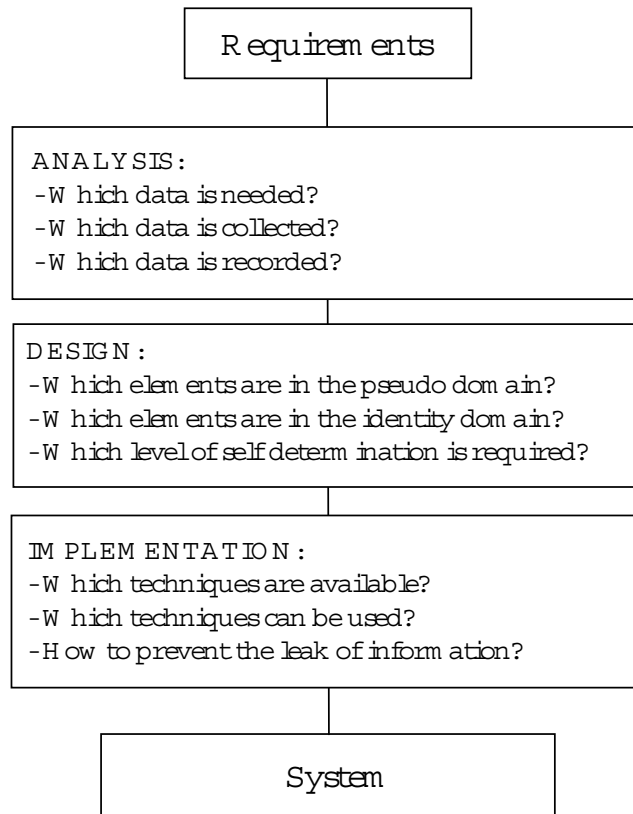 Requirements
ANALYSIS:
-Which data is needed?
-Which data is collected?
-Which data is recorded?
DESIGN:
-Which elements are in the pseudo domain?
-Which elements are in the identity domain?
-Which level of self determination is required?
IMPLEMENTATION:
-Which techniques are available?
-Which techniques can be used?
-How to prevent the leak of information?
System